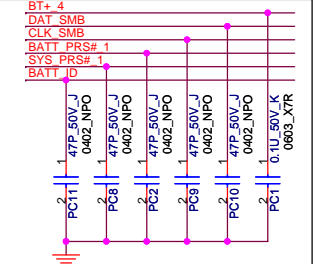 BT+_4
DAT_SMB
CLK_SMB
BATT_PRS#_1
SYS_PRS#_1
BATT_ID
47P_50V_J
0402_NPO
47P_50V_J
0402_NPO
47P_50V_J
0402_NPO
47P_50V_J
0402_NPO
47P_50V_J
0402_NPO
0.1U_50V_K
0603_X7R
1
1
1
1
1
1
2
2
2
2
2
2
PC11
PC8
PC2
PC9
PC10
PC1